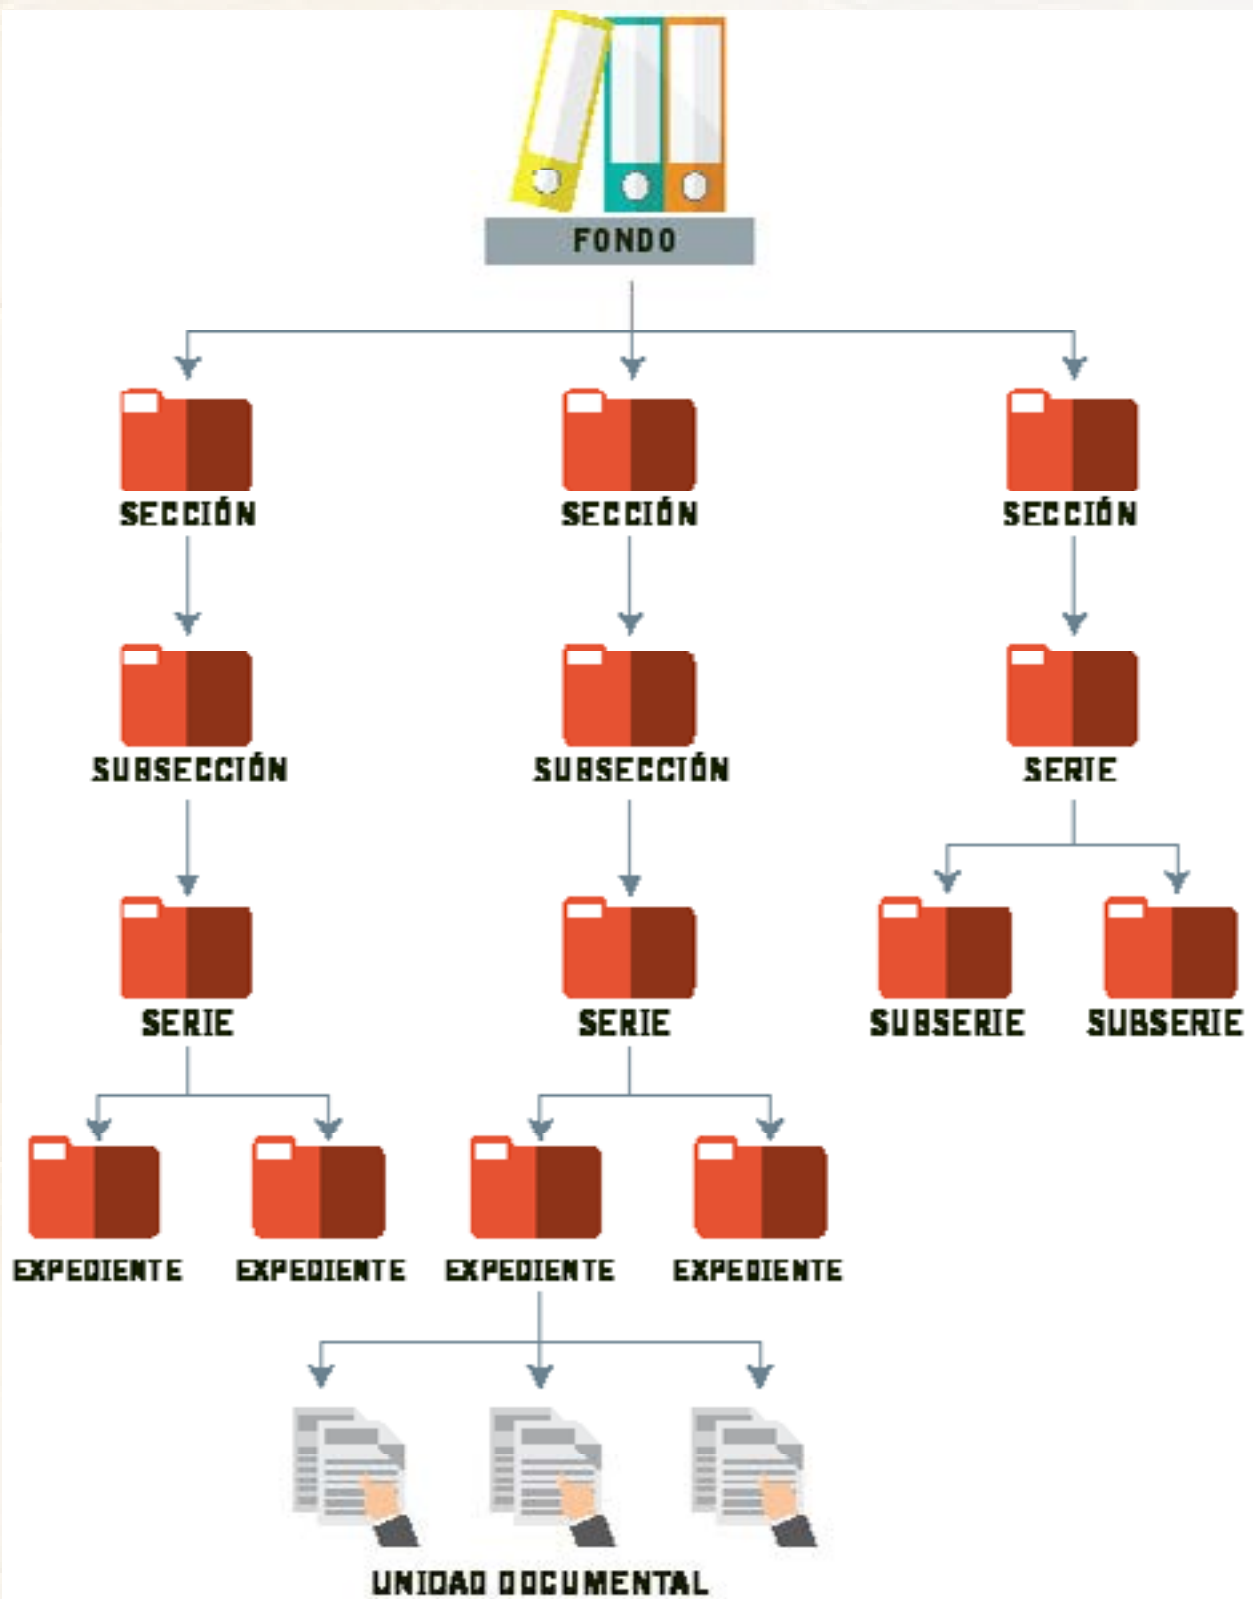 FONDO
SECCIÓN
SECCIÓN
SECCIÓN
SUBSECCIÓN
SUBSECCIÓN
SERIE
SERIE
SERIE
SUBSERIE
SUBSERIE
EXPEDIENTE
EXPEDIENTE
EXPEDIENTE
EXPEDIENTE
UNIDAD DOCUMENTAL